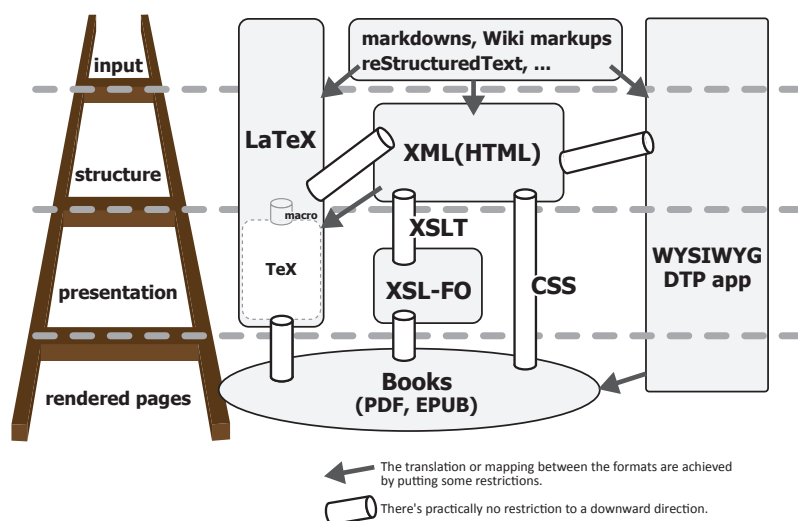 input
structure
presentation
rendered pages
markdowns, Wiki markups
reStructuredText, ...
LaTeX
XML(HTML)
macro
TeX
XSLT
XSL-FO
CSS
WYSIWYG
DTP app
Books
(PDF, EPUB)
The translation or mapping between the formats are achieved
by putting some restrictions.
There's practically no restriction to a downward direction.